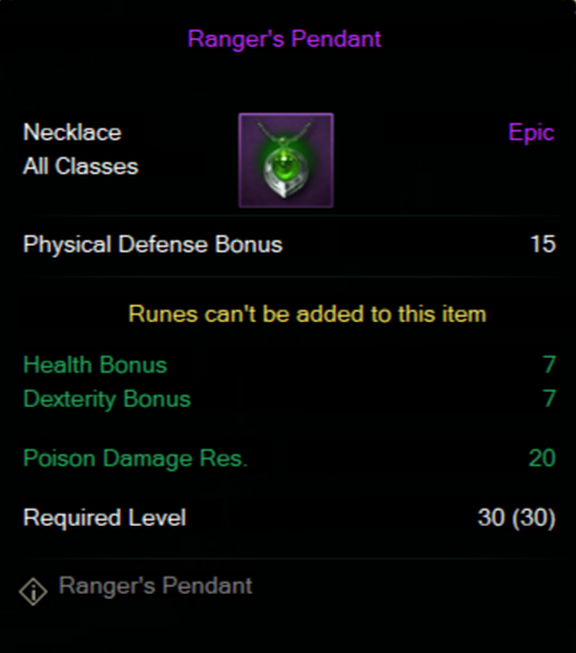 Ranger's Pendant
Necklace Epic
All Classes
Physical Defense Bonus 15
Runes can't be added to this item
Health Bonus 7
Dexterity Bonus 7
Poison Damage Res. 20
Required Level 30 (30)
Ranger's Pendant